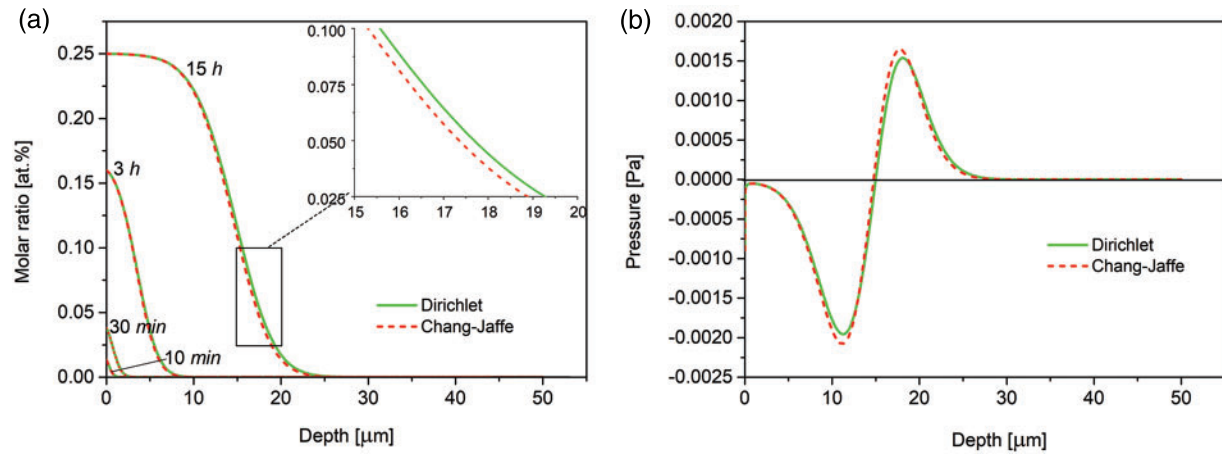 (a)
0.25
0.20
0.15
0.10
0.05
0.00
Molar ratio [at.%]
0 10 20 30 40 50
Depth [μm]
15 h
3 h
30 min
10 min
0.100
0.075
0.050
0.025
15 16 17 18 19 20
Dirichlet
Chang-Jaffe
(b)
0.0020
0.0015
0.0010
0.0005
0.0000
-0.0005
-0.0010
-0.0015
-0.0020
-0.0025
Pressure [Pa]
0 10 20 30 40 50
Depth [μm]
Dirichlet
Chang-Jaffe